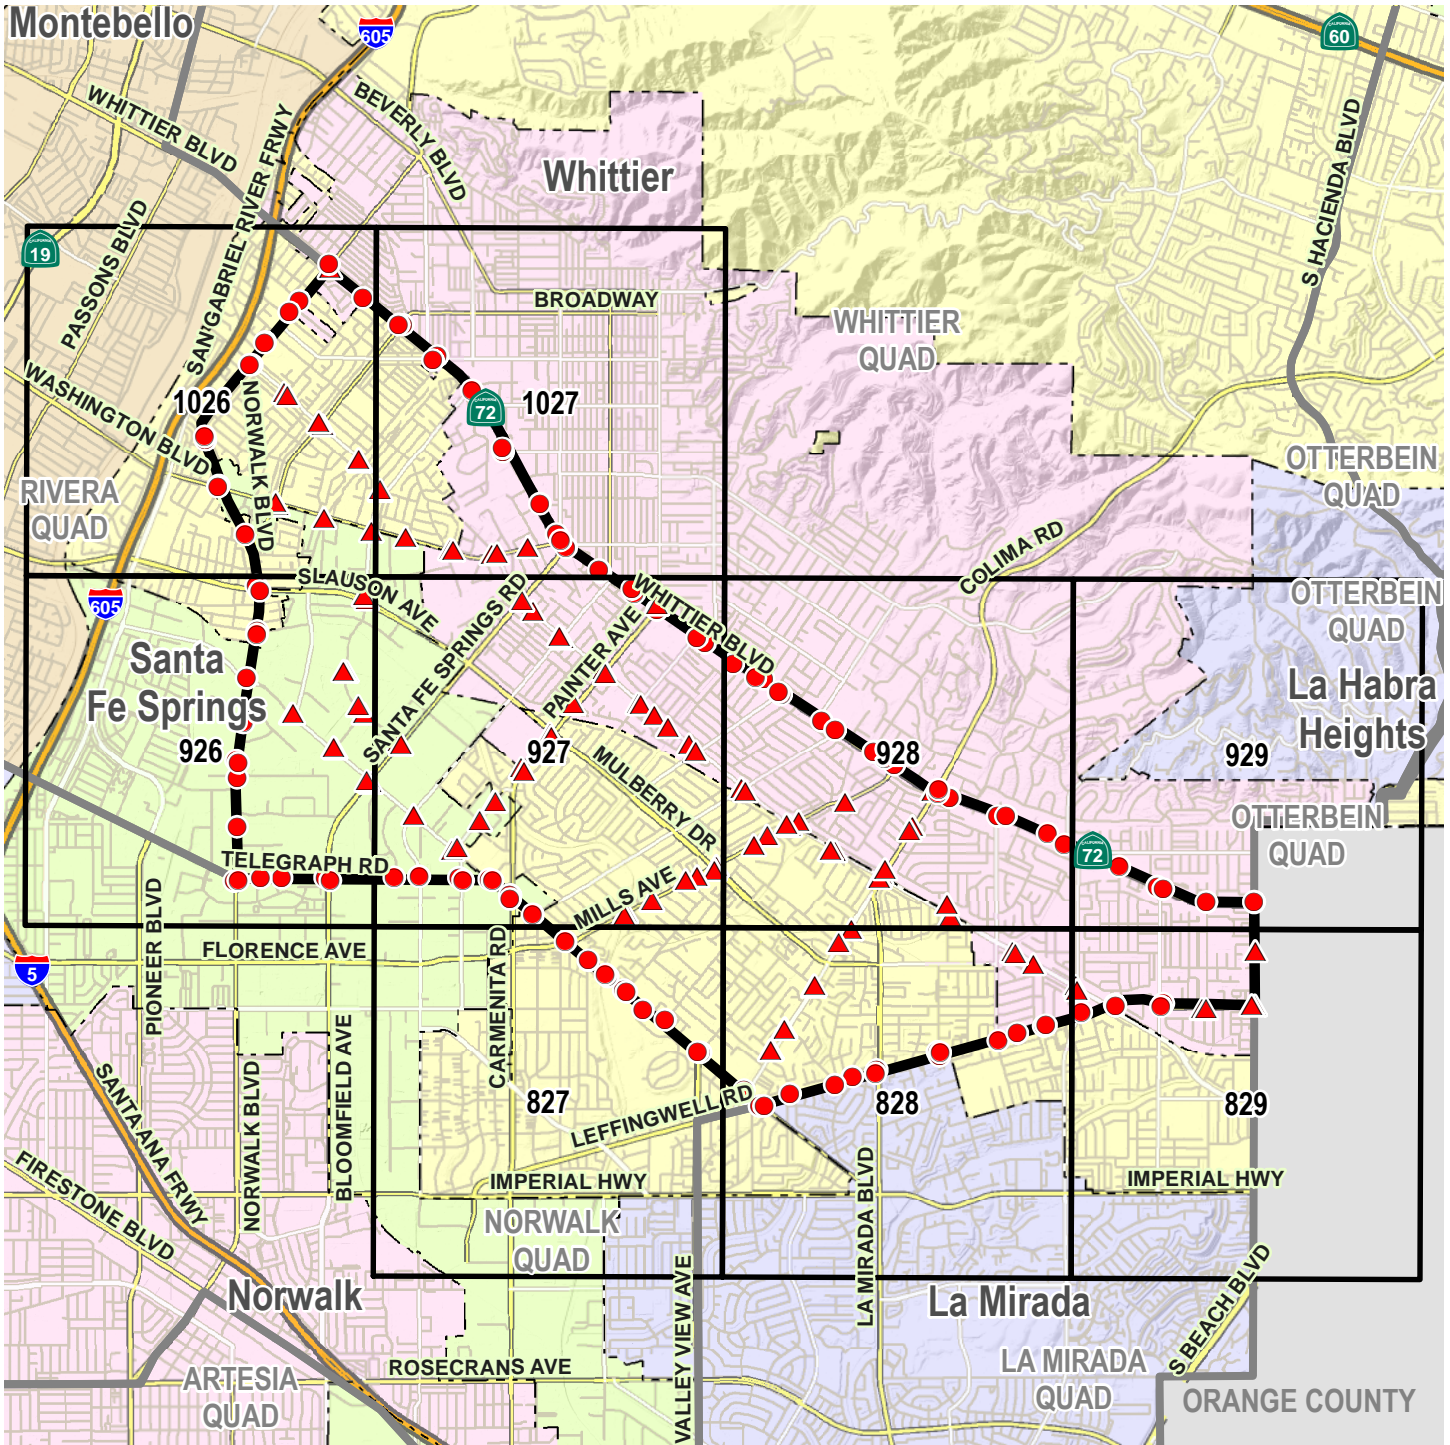 Montebello
605
CALIFORNIA
60
WHITTIER BLVD
BEVERLY BLVD
SAN GABRIEL RIVER FRWY
S HACIENDA BLVD
Whittier
PASSONS BLVD
CALIFORNIA
19
BROADWAY
WHITTIER
QUAD
WASHINGTON BLVD
1026
NORWALK BLVD
CALIFORNIA
72
1027
OTTERBEIN
QUAD
RIVERA
QUAD
COLIMA RD
SLAUSON AVE
SANTA FE SPRINGS RD
PAINTER AVE
WHITTIER BLVD
605
OTTERBEIN
QUAD
Santa
Fe Springs
La Habra
Heights
926
927
928
929
MULBERRY DR
OTTERBEIN
QUAD
CALIFORNIA
72
TELEGRAPH RD
MILLS AVE
PIONEER BLVD
FLORENCE AVE
CARMENITA RD
5
NORWALK BLVD
BLOOMFIELD AVE
SANTA ANA FRWY
827
828
829
LEFFINGWELL RD
FIRESTONE BLVD
IMPERIAL HWY
IMPERIAL HWY
LA MIRADA BLVD
NORWALK
QUAD
VALLEY VIEW AVE
S BEACH BLVD
Norwalk
La Mirada
ROSECRANS AVE
LA MIRADA
QUAD
ARTESIA
QUAD
ORANGE COUNTY